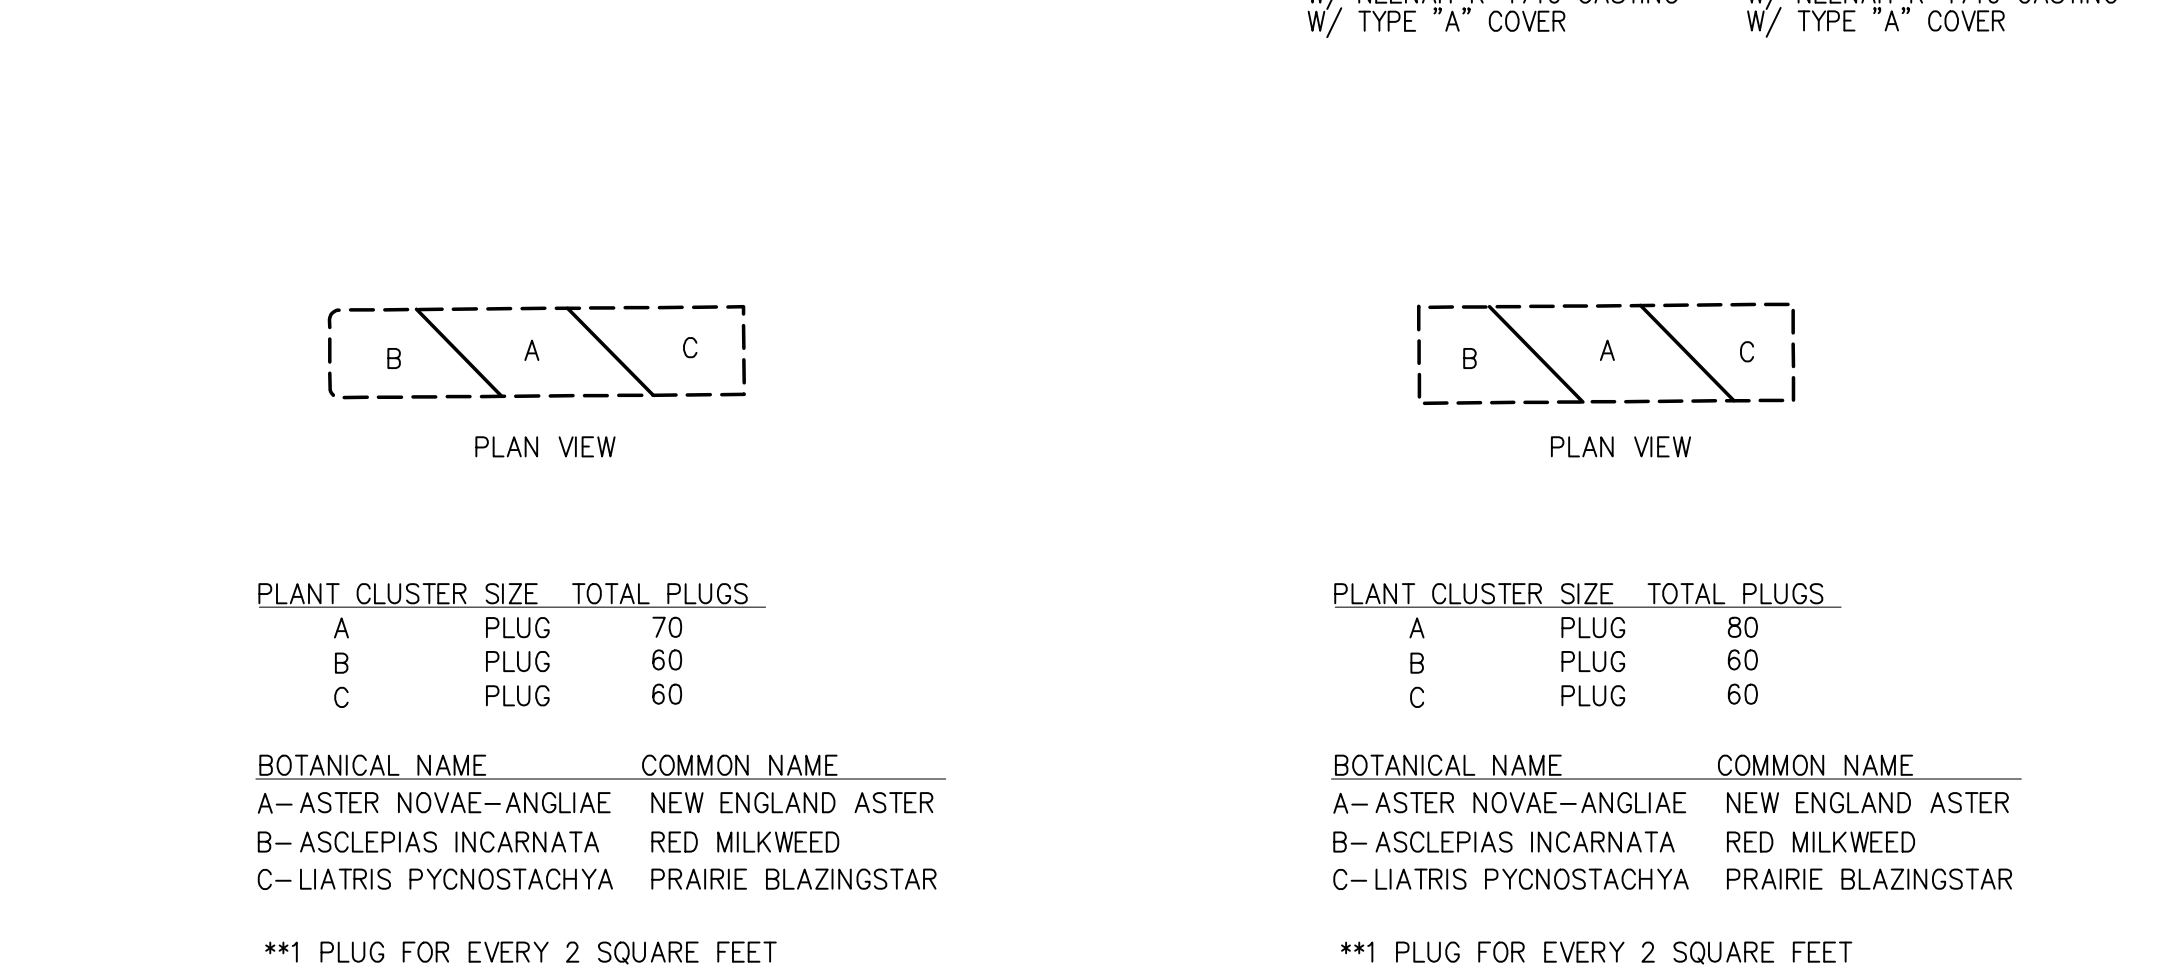 W/ TYPE "A" COVER
W/ TYPE "A" COVER
B A C
PLAN VIEW
PLANT CLUSTER SIZE TOTAL PLUGS
A PLUG 70
B PLUG 60
C PLUG 60
BOTANICAL NAME COMMON NAME
A-ASTER NOVAE-ANGLIAE NEW ENGLAND ASTER
B-ASCLEPIAS INCARNATA RED MILKWEED
C-LIATRIS PYCNOSTACHYA PRAIRIE BLAZINGSTAR
**1 PLUG FOR EVERY 2 SQUARE FEET
B A C
PLAN VIEW
PLANT CLUSTER SIZE TOTAL PLUGS
A PLUG 80
B PLUG 60
C PLUG 60
BOTANICAL NAME COMMON NAME
A-ASTER NOVAE-ANGLIAE NEW ENGLAND ASTER
B-ASCLEPIAS INCARNATA RED MILKWEED
C-LIATRIS PYCNOSTACHYA PRAIRIE BLAZINGSTAR
**1 PLUG FOR EVERY 2 SQUARE FEET